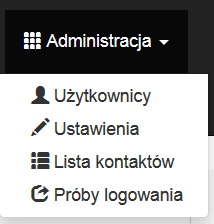 Administracja
Użytkownicy
Ustawienia
Lista kontaktów
Próby logowania